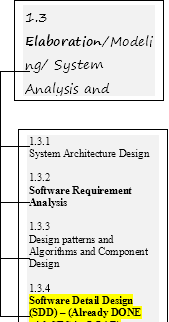 1.3
Elaboration/Modeli
ng/ System
Analysis and
1.3.1
System Architecture Design
1.3.2
Software Requirement
Analysis
1.3.3
Design patterns and
Algorithms and Component
Design
1.3.4
Software Detail Design
(SDD) – (Already DONE